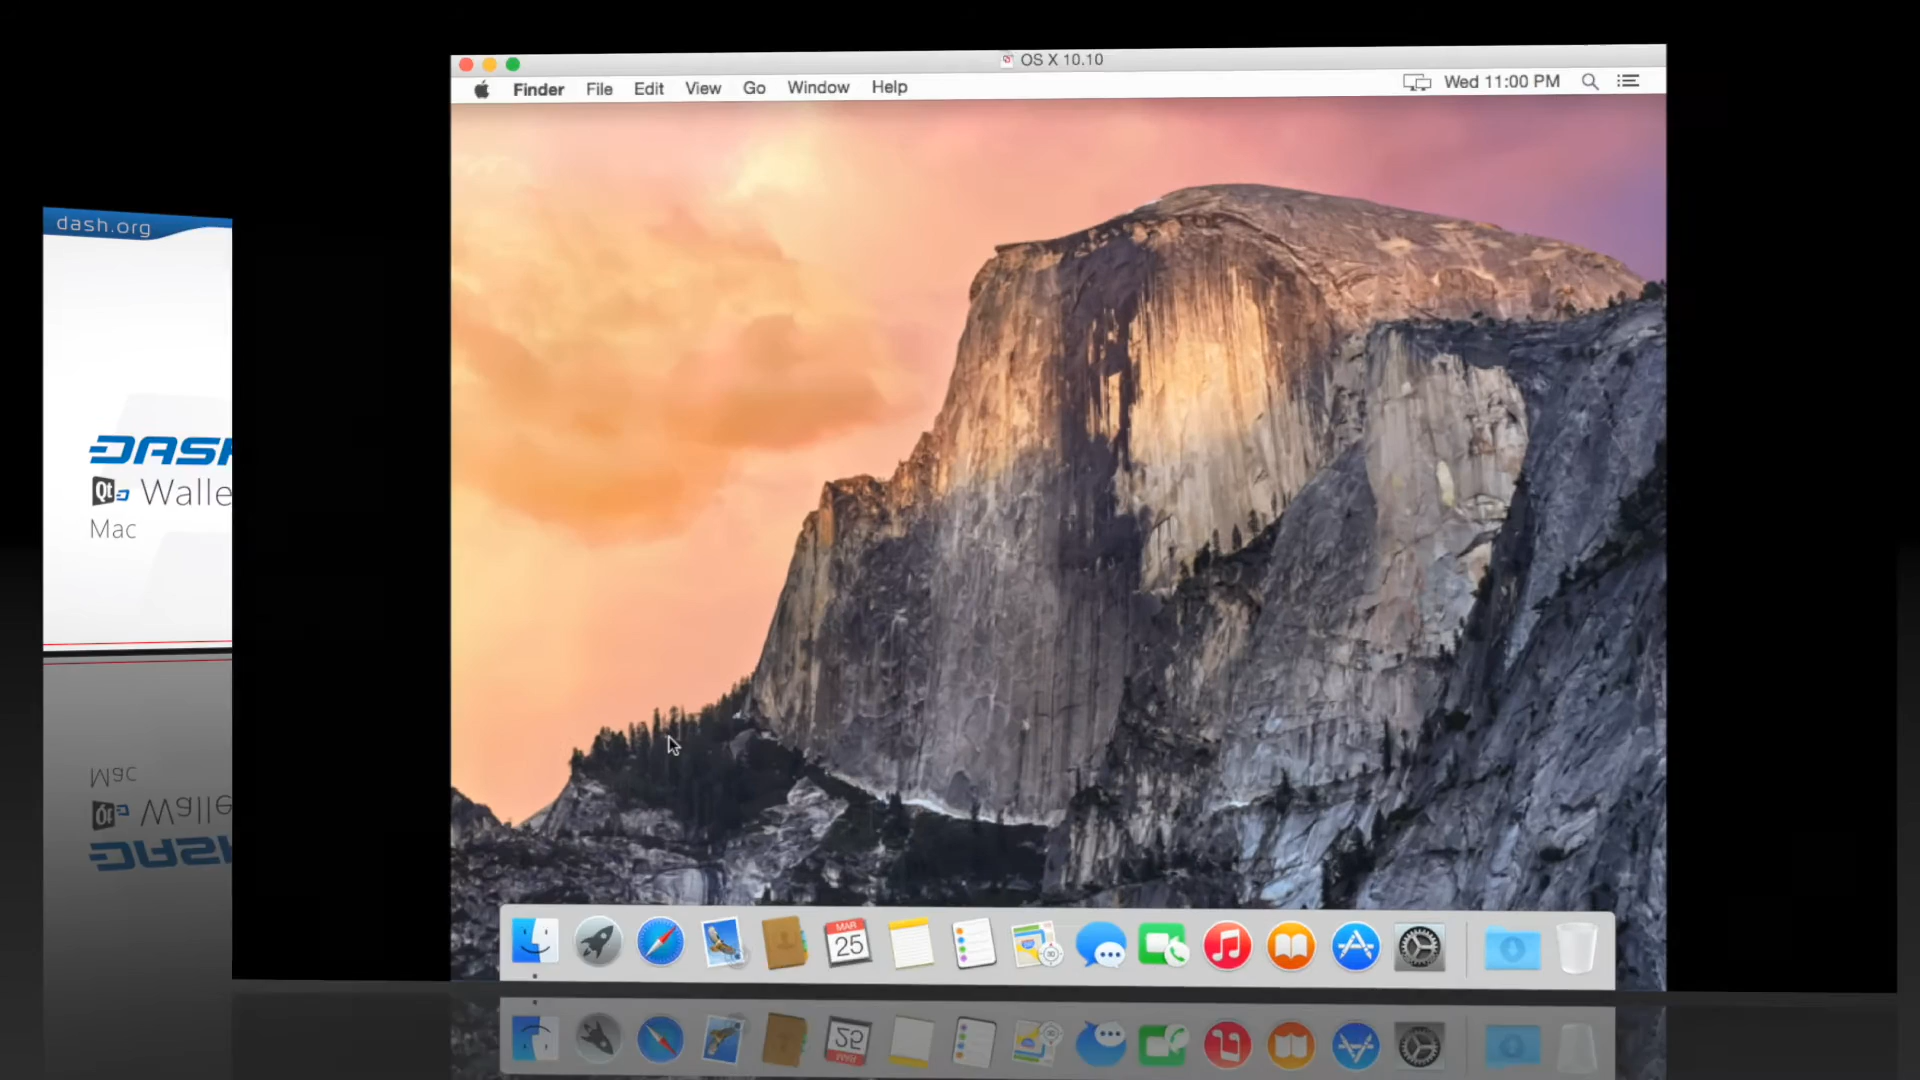 OS X 10.10
Finder File Edit View Go Window Help
Wed 11:00 PM
dash.org
DASH
Qt Walle
Mac
MAR
25